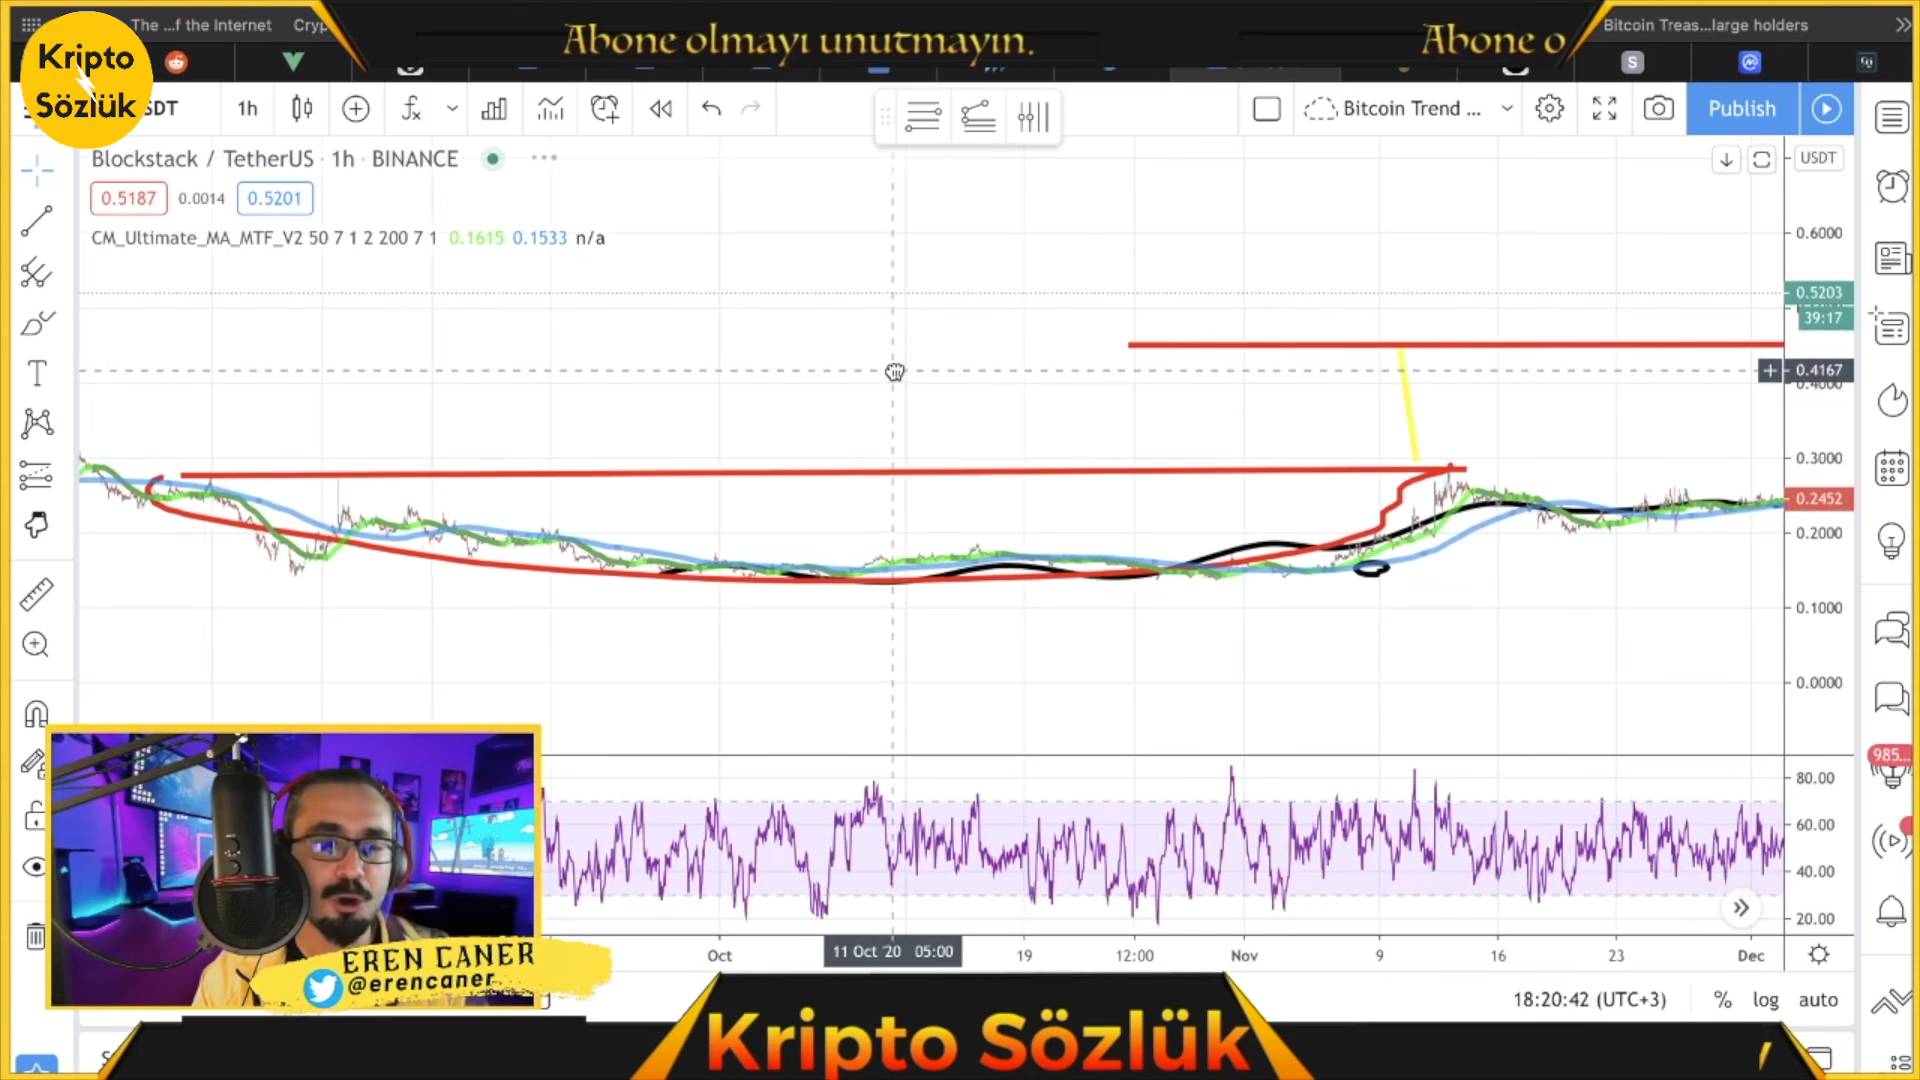 The ...f the Internet
Bitcoin Treas...large holders
Abone olmayı unutmayın.
Abone o
Kripto
Sözlük
1h
Bitcoin Trend ...
Publish
Blockstack / TetherUS · 1h · BINANCE
USDT
0.5187
0.0014
0.5201
CM_Ultimate_MA_MTF_V2 50 7 1 2 200 7 1 0.1615 0.1533 n/a
0.6000
0.5203
39:17
0.4167
0.4000
0.3000
0.2452
0.2000
0.1000
0.0000
985...
80.00
60.00
40.00
20.00
Oct
11 Oct '20 05:00
19
12:00
Nov
9
16
23
Dec
EREN CANER
@erencaner
18:20:42 (UTC+3)
%
log
auto
Kripto Sözlük